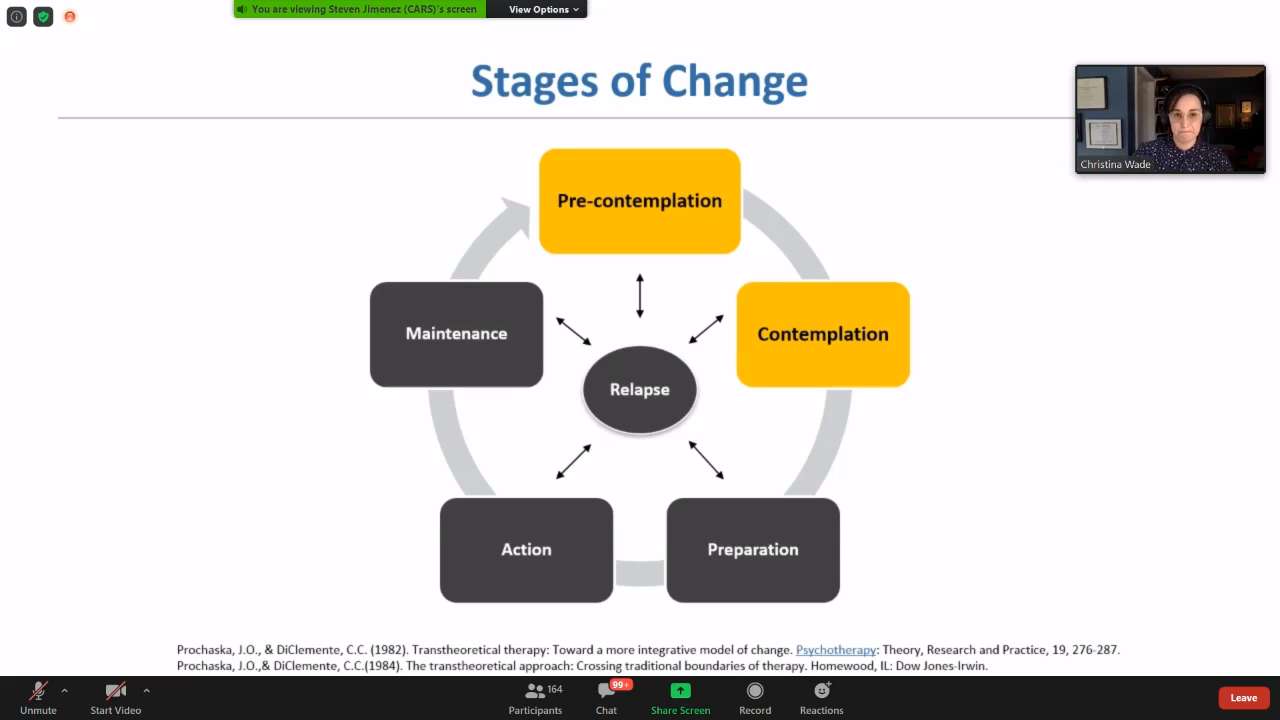 You are viewing Steven Jimenez (CARS)'s screen
View Options
Stages of Change
Christina Wade
Pre-contemplation
Maintenance
Contemplation
Relapse
Action
Preparation
Prochaska, J.O., & DiClemente, C.C. (1982). Transtheoretical therapy: Toward a more integrative model of change. Psychotherapy: Theory, Research and Practice, 19, 276-287.
Prochaska, J.O.,& DiClemente, C.C.(1984). The transtheoretical approach: Crossing traditional boundaries of therapy. Homewood, IL: Dow Jones-Irwin.
Unmute
Start Video
Participants
164
Chat
99+
Share Screen
Record
Reactions
Leave